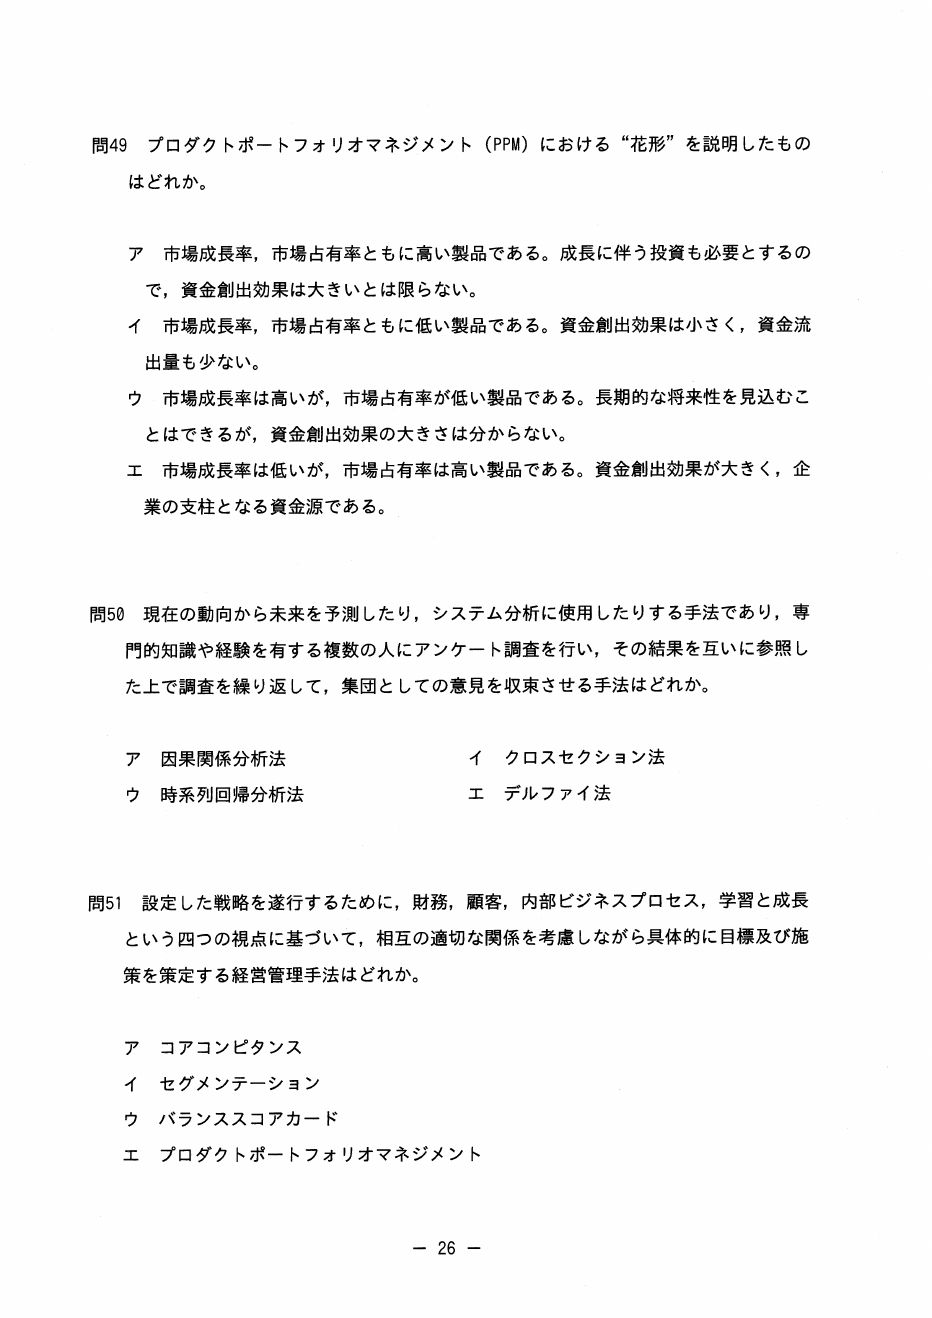 問49 プロダクトポートフォリオマネジメント（PPM）における“花形”を説明したもの
はどれか。
ア 市場成長率，市場占有率ともに高い製品である。成長に伴う投資も必要とするの
で，資金創出効果は大きいとは限らない。
イ 市場成長率，市場占有率ともに低い製品である。資金創出効果は小さく，資金流
出量も少ない。
ウ 市場成長率は高いが，市場占有率が低い製品である。長期的な将来性を見込むこ
とはできるが，資金創出効果の大きさは分からない。
エ 市場成長率は低いが，市場占有率は高い製品である。資金創出効果が大きく，企
業の支柱となる資金源である。
問50 現在の動向から未来を予測したり，システム分析に使用したりする手法であり，専
門的知識や経験を有する複数の人にアンケート調査を行い，その結果を互いに参照し
た上で調査を繰り返して，集団としての意見を収束させる手法はどれか。
ア 因果関係分析法 イ クロスセクション法
ウ 時系列回帰分析法 エ デルファイ法
問51 設定した戦略を遂行するために，財務，顧客，内部ビジネスプロセス，学習と成長
という四つの視点に基づいて，相互の適切な関係を考慮しながら具体的に目標及び施
策を策定する経営管理手法はどれか。
ア コアコンピタンス
イ セグメンテーション
ウ バランススコアカード
エ プロダクトポートフォリオマネジメント
－ 26 －